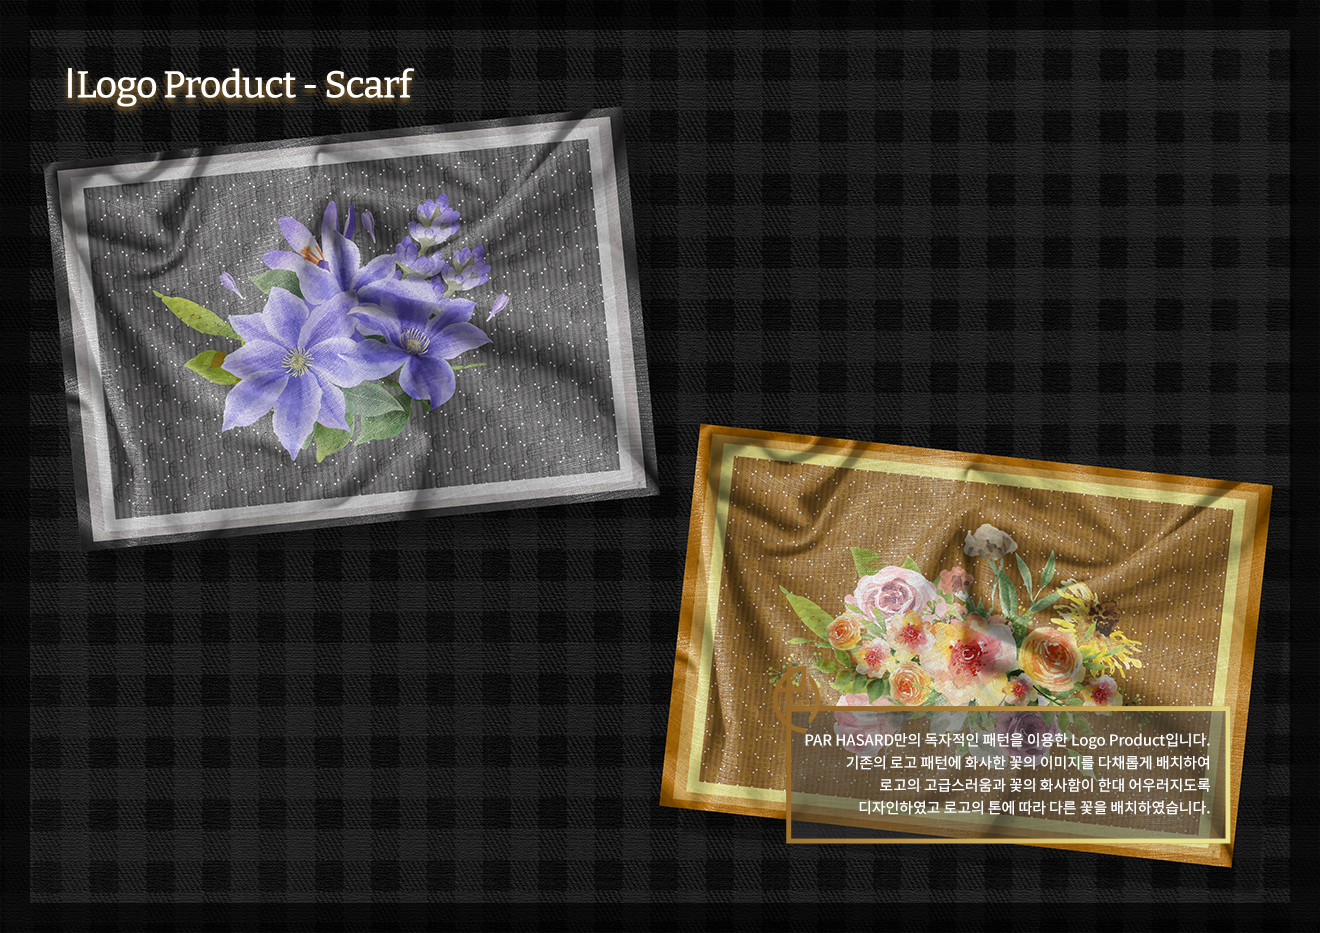 Logo Product - Scarf
PAR HASARD만의 독자적인 패턴을 이용한 Logo Product입니다.
기존의 로고 패턴에 화사한 꽃의 이미지를 다채롭게 배치하여
로고의 고급스러움과 꽃의 화사함이 한대 어우러지도록
디자인하였고 로고의 톤에 따라 다른 꽃을 배치하였습니다.